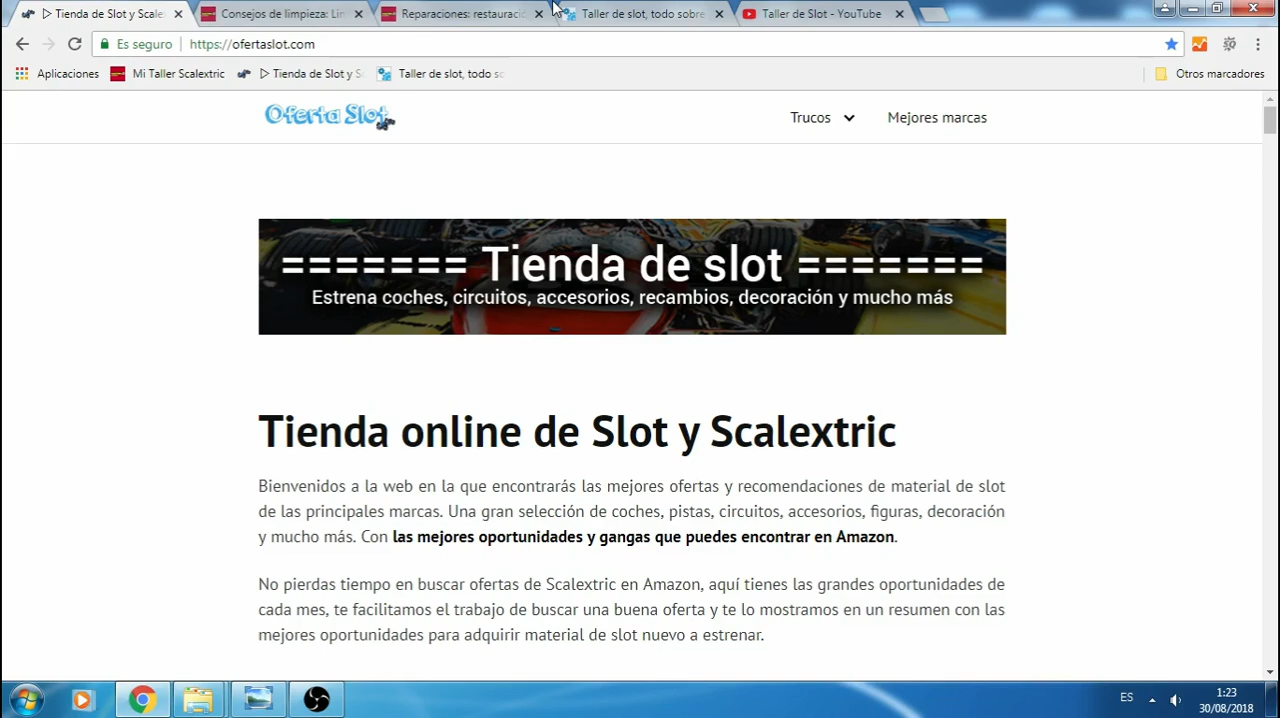 ▷ Tienda de Slot y Scale
Consejos de limpieza: Lin
Reparaciones: restauració
Taller de slot, todo sobre
Taller de Slot - YouTube
Es seguro
https://ofertaslot.com
Aplicaciones
Mi Taller Scalextric
▷ Tienda de Slot y S
Taller de slot, todo so
Otros marcadores
Oferta Slot
Trucos
Mejores marcas
======= Tienda de slot =======
Estrena coches, circuitos, accesorios, recambios, decoración y mucho más
Tienda online de Slot y Scalextric
Bienvenidos a la web en la que encontrarás las mejores ofertas y recomendaciones de material de slot
de las principales marcas. Una gran selección de coches, pistas, circuitos, accesorios, figuras, decoración
y mucho más. Con las mejores oportunidades y gangas que puedes encontrar en Amazon.
No pierdas tiempo en buscar ofertas de Scalextric en Amazon, aquí tienes las grandes oportunidades de
cada mes, te facilitamos el trabajo de buscar una buena oferta y te lo mostramos en un resumen con las
mejores oportunidades para adquirir material de slot nuevo a estrenar.
ES
1:23
30/08/2018